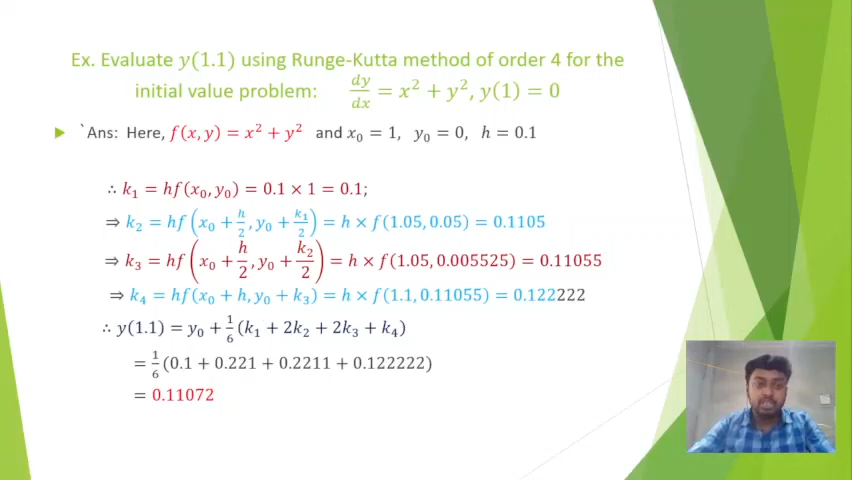 Ex. Evaluate y(1.1) using Runge-Kutta method of order 4 for the
initial value problem: dy/dx = x² + y², y(1) = 0
`Ans: Here, f(x, y) = x² + y² and x₀ = 1, y₀ = 0, h = 0.1
∴ k₁ = hf(x₀, y₀) = 0.1 × 1 = 0.1;
⇒ k₂ = hf(x₀ + h/2, y₀ + k₁/2) = h × f(1.05, 0.05) = 0.1105
⇒ k₃ = hf(x₀ + h/2, y₀ + k₂/2) = h × f(1.05, 0.005525) = 0.11055
⇒ k₄ = hf(x₀ + h, y₀ + k₃) = h × f(1.1, 0.11055) = 0.122222
∴ y(1.1) = y₀ + 1/6 (k₁ + 2k₂ + 2k₃ + k₄)
= 1/6 (0.1 + 0.221 + 0.2211 + 0.122222)
= 0.11072